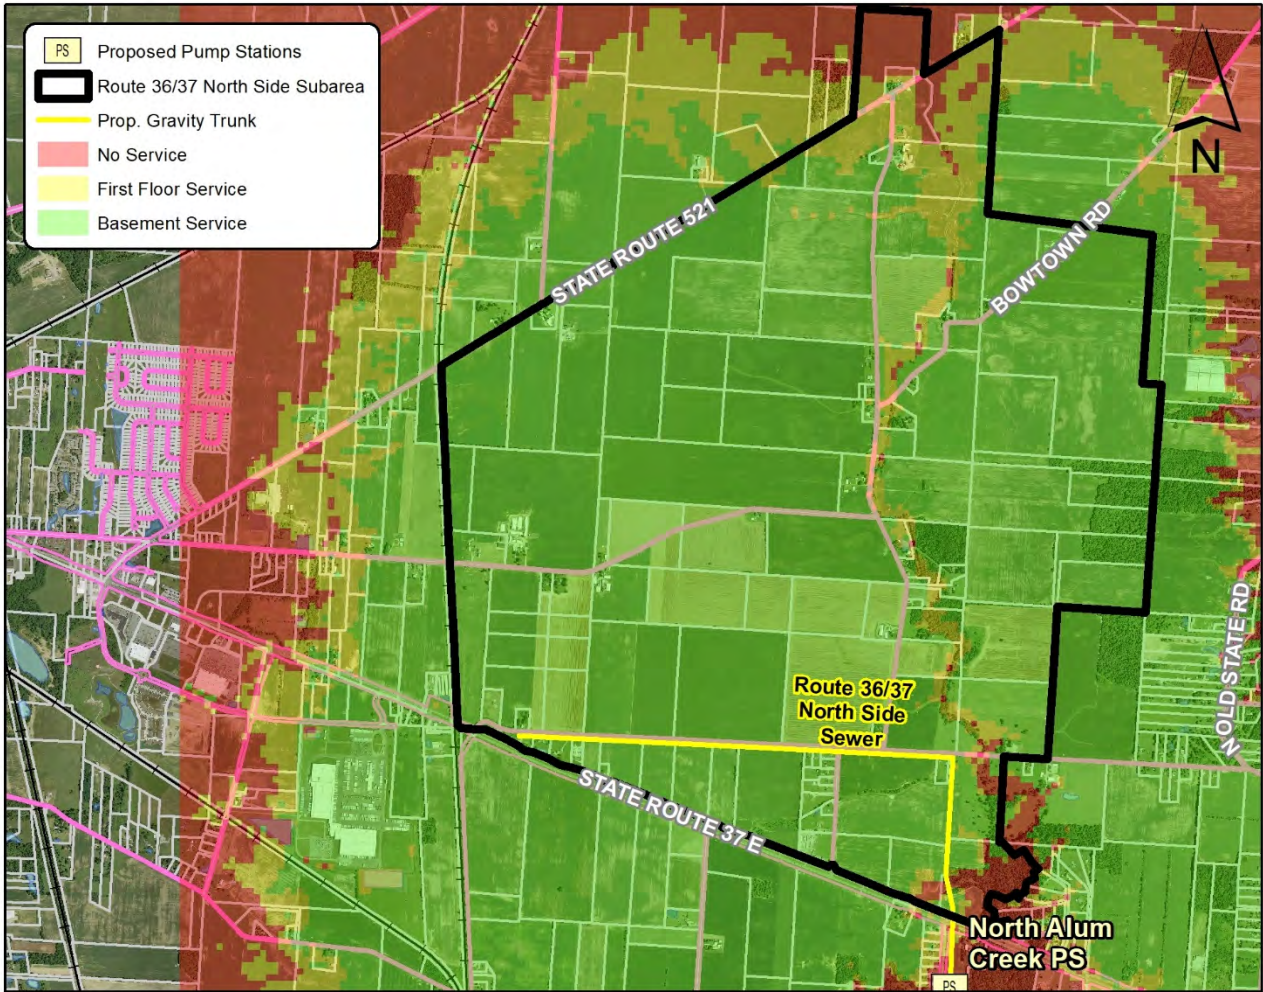 PS Proposed Pump Stations
Route 36/37 North Side Subarea
Prop. Gravity Trunk
No Service
First Floor Service
Basement Service
N
STATE ROUTE 521
BOWTOWN RD
N OLD STATE RD
Route 36/37
North Side
Sewer
STATE ROUTE 37 E
North Alum
Creek PS
PS